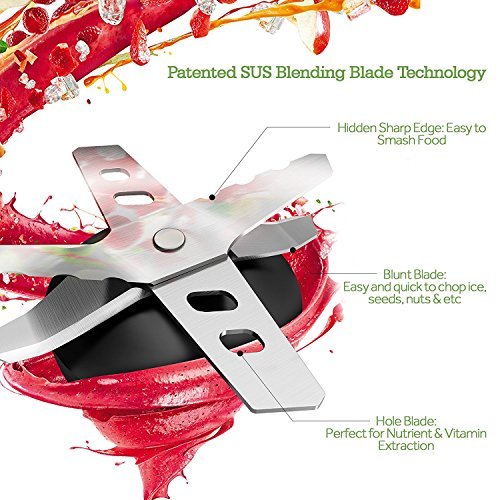 Patented SUS Blending Blade Technology
Hidden Sharp Edge: Easy to
Smash Food
Blunt Blade:
Easy and quick to chop ice,
seeds, nuts & etc
Hole Blade:
Perfect for Nutrient & Vitamin
Extraction